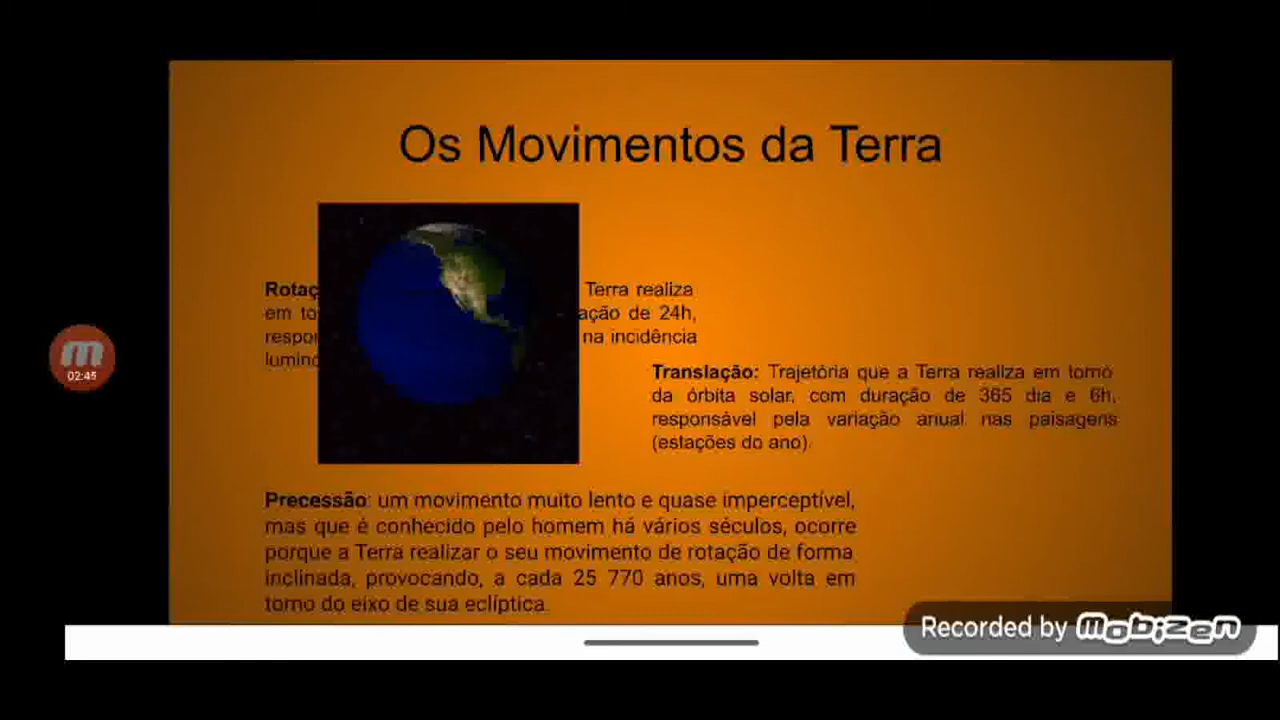 Os Movimentos da Terra
Rotaç Terra realiza
em to ação de 24h,
respon na incidência
lumino
Translação: Trajetória que a Terra realiza em torno
da órbita solar, com duração de 365 dia e 6h,
responsável pela variação anual nas paisagens
(estações do ano).
Precessão: um movimento muito lento e quase imperceptível,
mas que é conhecido pelo homem há vários séculos, ocorre
porque a Terra realizar o seu movimento de rotação de forma
inclinada, provocando, a cada 25 770 anos, uma volta em
torno do eixo de sua eclíptica.
02:45
Recorded by mobizen